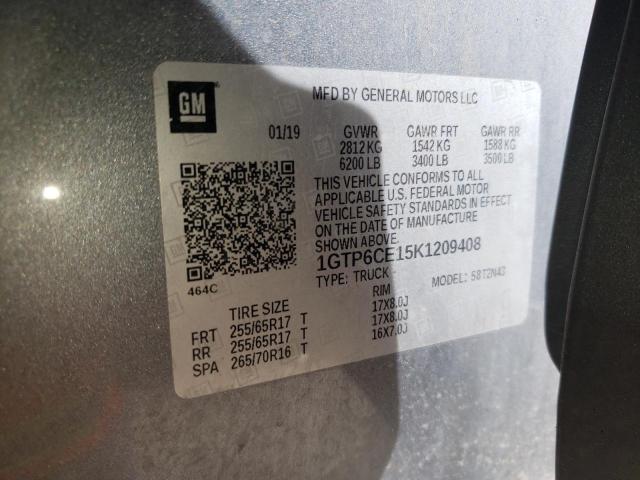 GM
MFD BY GENERAL MOTORS LLC
01/19 GVWR GAWR FRT GAWR RR
2812 KG 1542 KG 1588 KG
6200 LB 3400 LB 3500 LB
THIS VEHICLE CONFORMS TO ALL
APPLICABLE U.S. FEDERAL MOTOR
VEHICLE SAFETY STANDARDS IN EFFECT
ON THE DATE OF MANUFACTURE
SHOWN ABOVE.
1GTP6CE15K1209408
TYPE: TRUCK MODEL: S8T2N43
464C
TIRE SIZE RIM
FRT 255/65R17 T 17X8.0J
RR 255/65R17 T 17X8.0J
SPA 265/70R16 T 16X7.0J